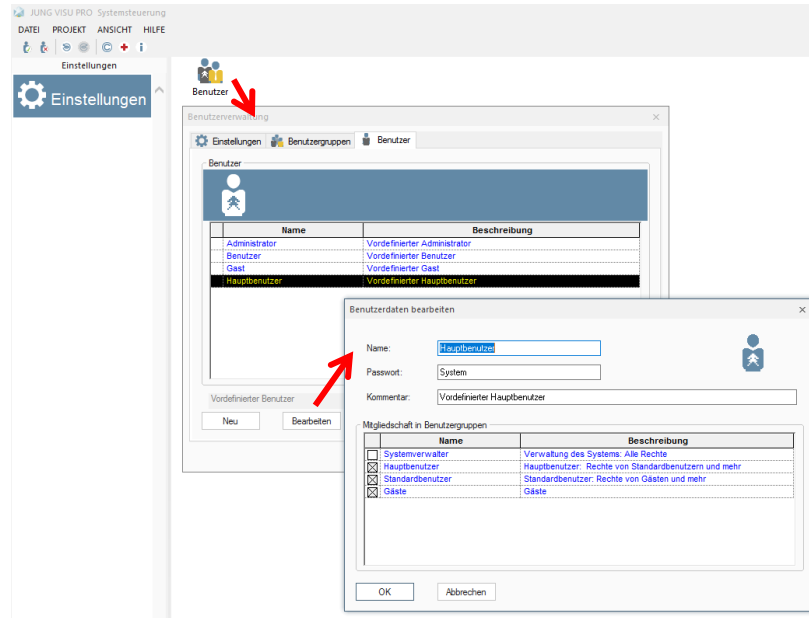 JUNG VISU PRO Systemsteuerung
DATEI PROJEKT ANSICHT HILFE
Einstellungen
Einstellungen
Benutzer
Benutzerverwaltung
Einstellungen Benutzergruppen Benutzer
Benutzer
Name Beschreibung
Administrator Vordefinierter Administrator
Benutzer Vordefinierter Benutzer
Gast Vordefinierter Gast
Hauptbenutzer Vordefinierter Hauptbenutzer
Vordefinierter Benutzer
Neu Bearbeiten
Benutzerdaten bearbeiten
Name: Hauptbenutzer
Passwort: System
Kommentar: Vordefinierter Hauptbenutzer
Mitgliedschaft in Benutzergruppen
Name Beschreibung
Systemverwalter Verwaltung des Systems: Alle Rechte
Hauptbenutzer Hauptbenutzer: Rechte von Standardbenutzern und mehr
Standardbenutzer Standardbenutzer: Rechte von Gästen und mehr
Gäste Gäste
OK Abbrechen